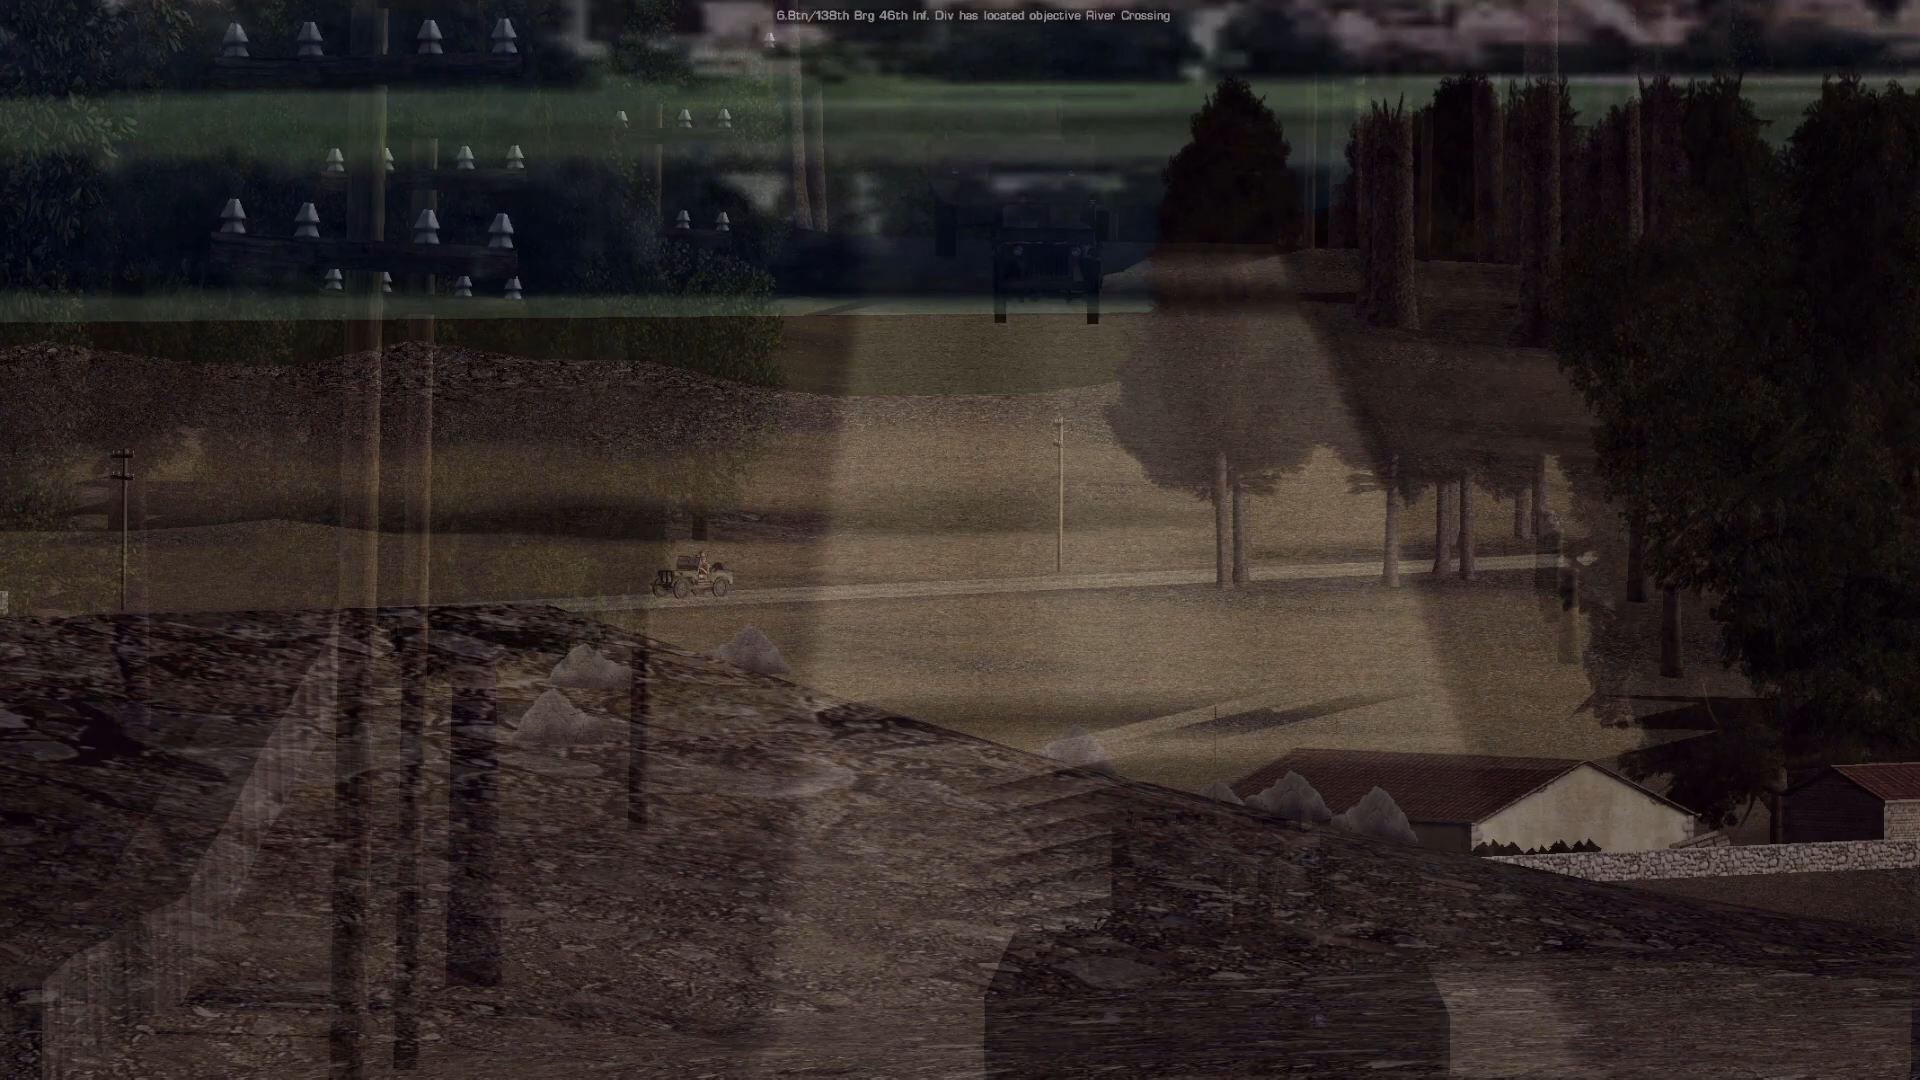 6.Btn/138th Brg 46th Inf. Div has located objective River Crossing